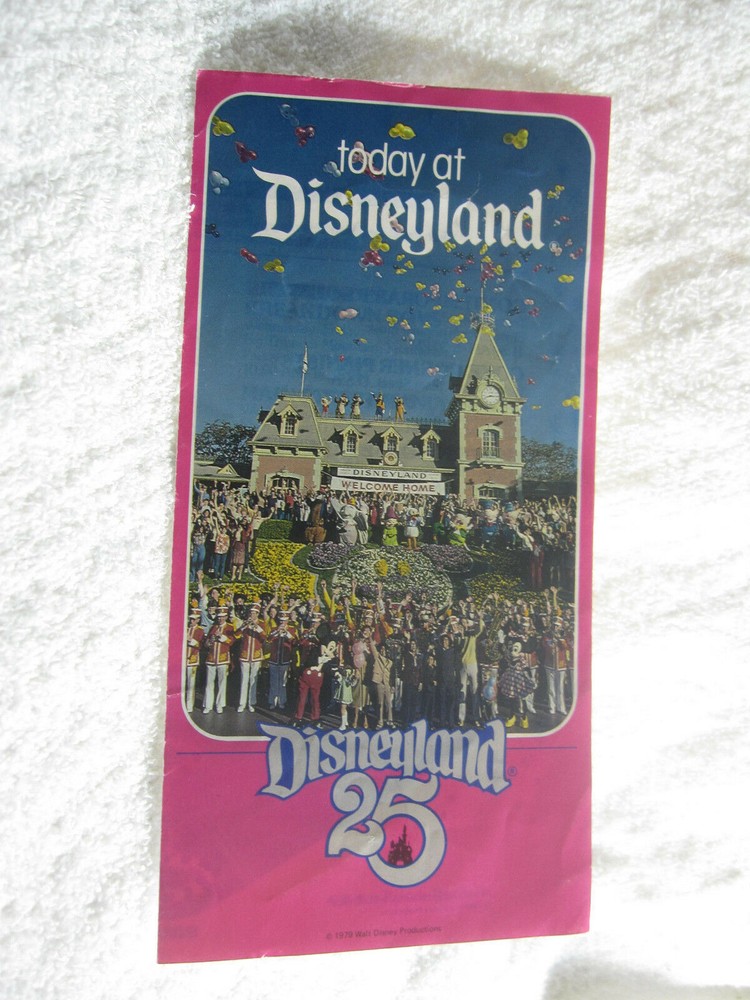 today at
Disneyland®
DISNEYLAND
WELCOME HOME
Disneyland®
25
© 1979 Walt Disney Productions